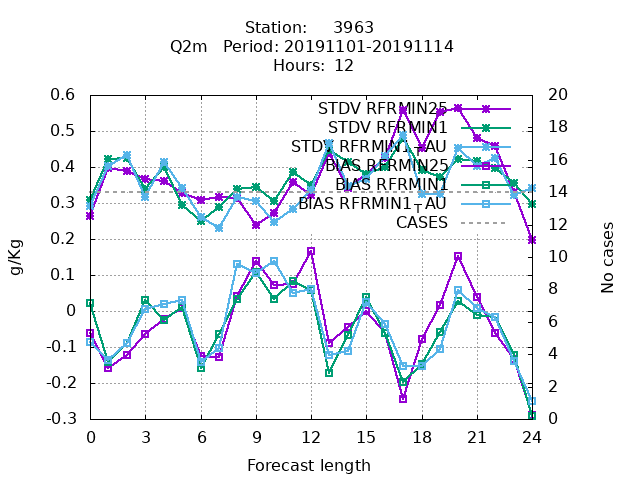 Station: 3963
Q2m Period: 20191101-20191114
Hours: 12
0.6
0.5
0.4
0.3
0.2
0.1
0
-0.1
-0.2
-0.3
g/Kg
STDV RFRMIN25
STDV RFRMIN1
STDV RFRMIN1_AU
BIAS RFRMIN25
BIAS RFRMIN1
BIAS RFRMIN1_AU
CASES
20
18
16
14
12
10
8
6
4
2
0
No cases
0 3 6 9 12 15 18 21 24
Forecast length